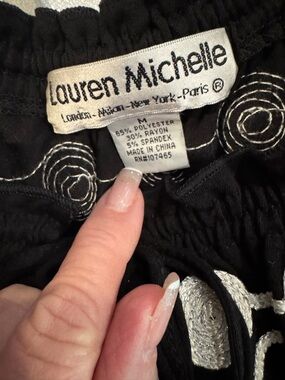 Lauren Michelle
London - Milan - New York - Paris ®
M
65% POLYESTER
30% RAYON
5% SPANDEX
MADE IN CHINA
RN#107465